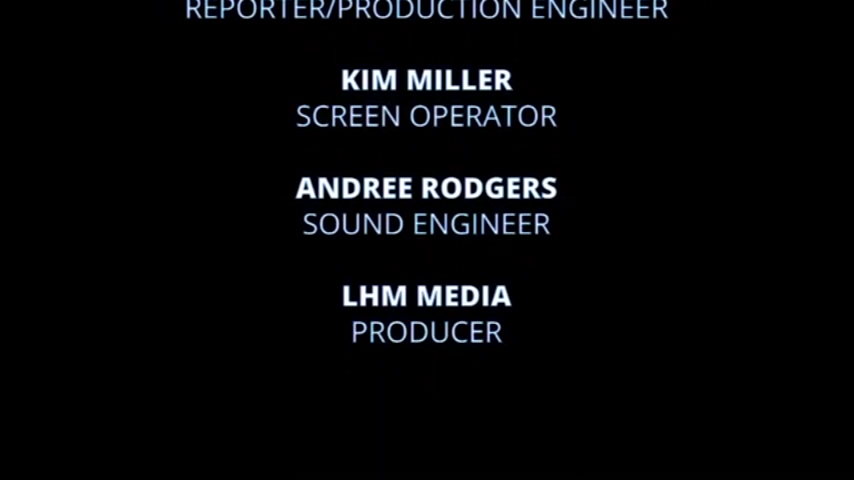 REPORTER/PRODUCTION ENGINEER
KIM MILLER
SCREEN OPERATOR
ANDREE RODGERS
SOUND ENGINEER
LHM MEDIA
PRODUCER